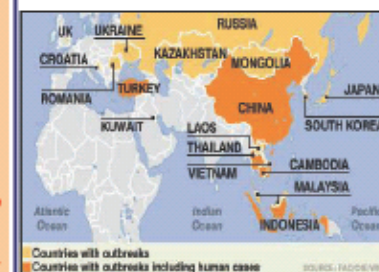 RUSSIA
UK UKRAINE
CROATIA KAZAKHSTAN MONGOLIA
ROMANIA TURKEY JAPAN
CHINA
KUWAIT LAOS SOUTH KOREA
THAILAND
VIETNAM CAMBODIA
MALAYSIA
Atlantic Ocean Indian Ocean INDONESIA Pacific Ocean
Countries with outbreaks
Countries with outbreaks including human cases